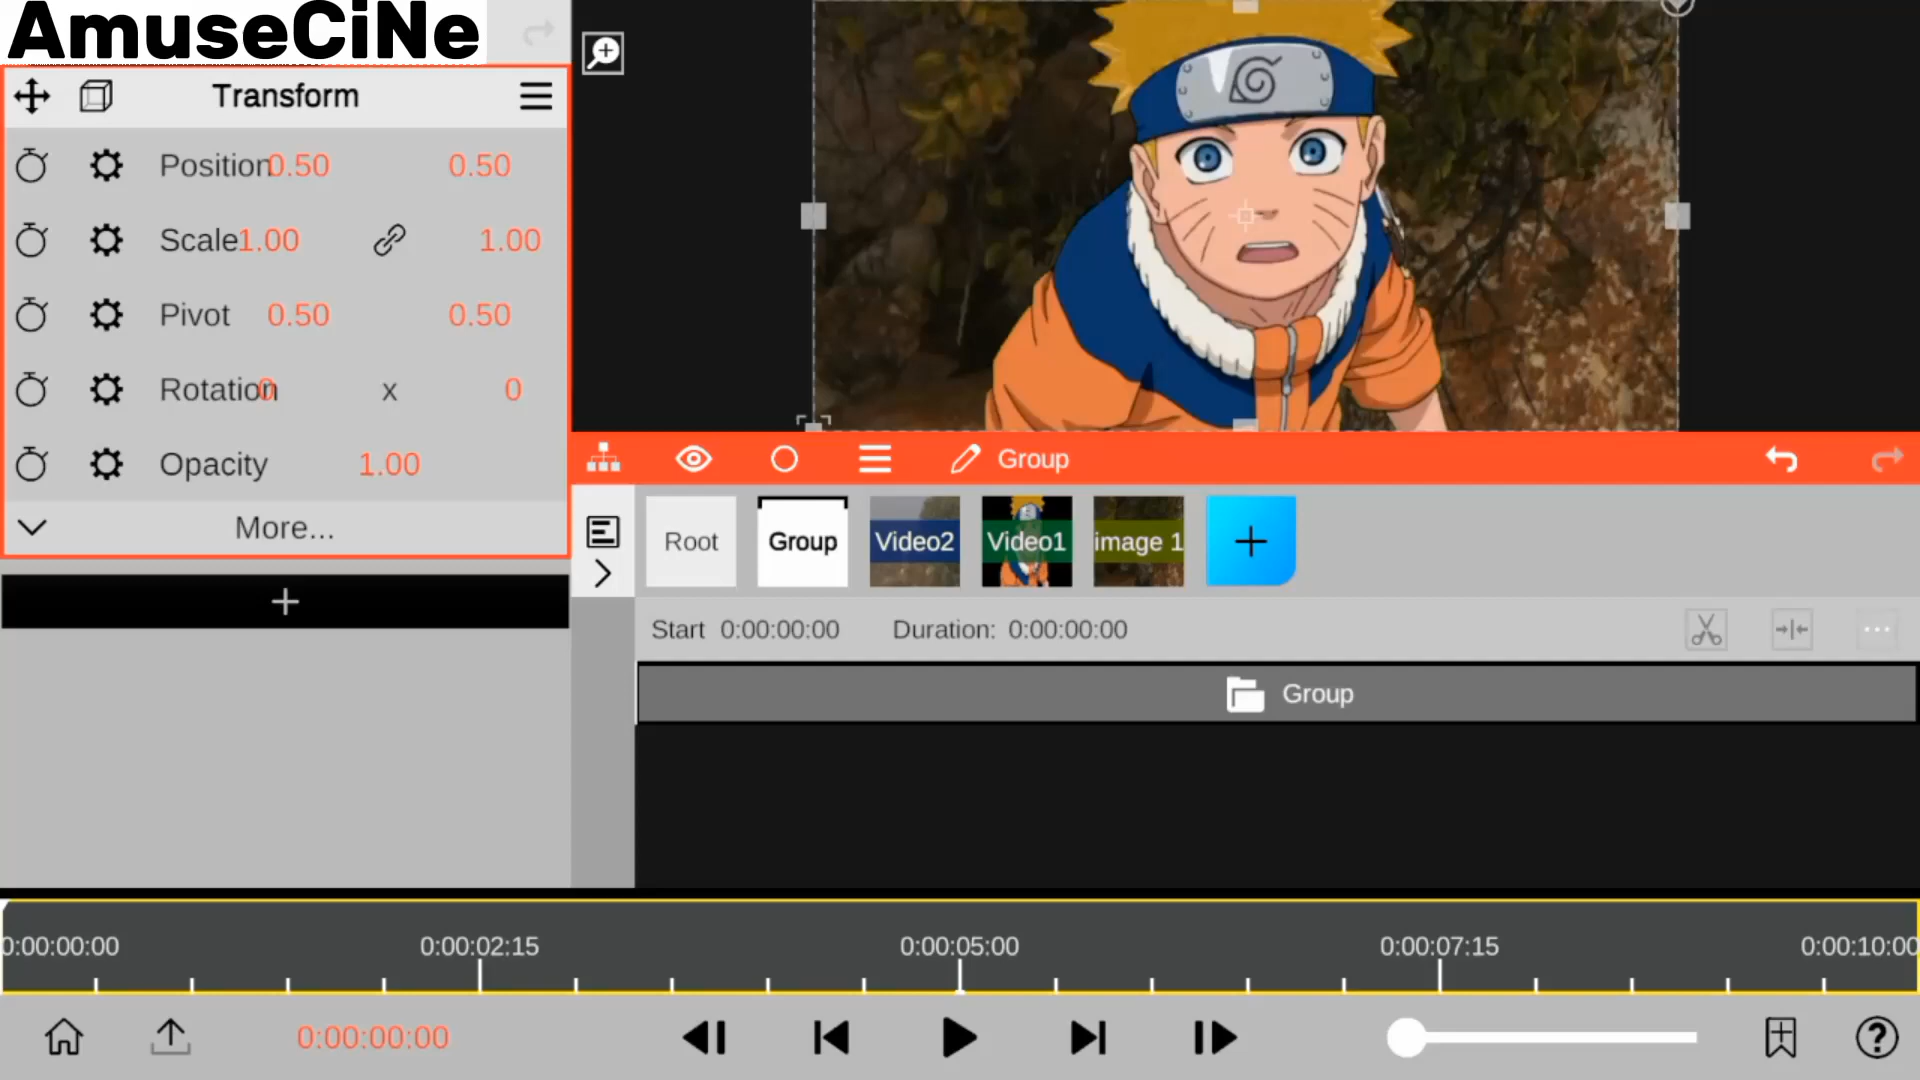 AmuseCiNe
Transform
Position 0.50 0.50
Scale 1.00 1.00
Pivot 0.50 0.50
Rotation 0 x 0
Opacity 1.00
More...
Group
Root Group Video2 Video1 image 1
Start 0:00:00:00 Duration: 0:00:00:00
Group
0:00:00:00 0:00:02:15 0:00:05:00 0:00:07:15 0:00:10:00
0:00:00:00